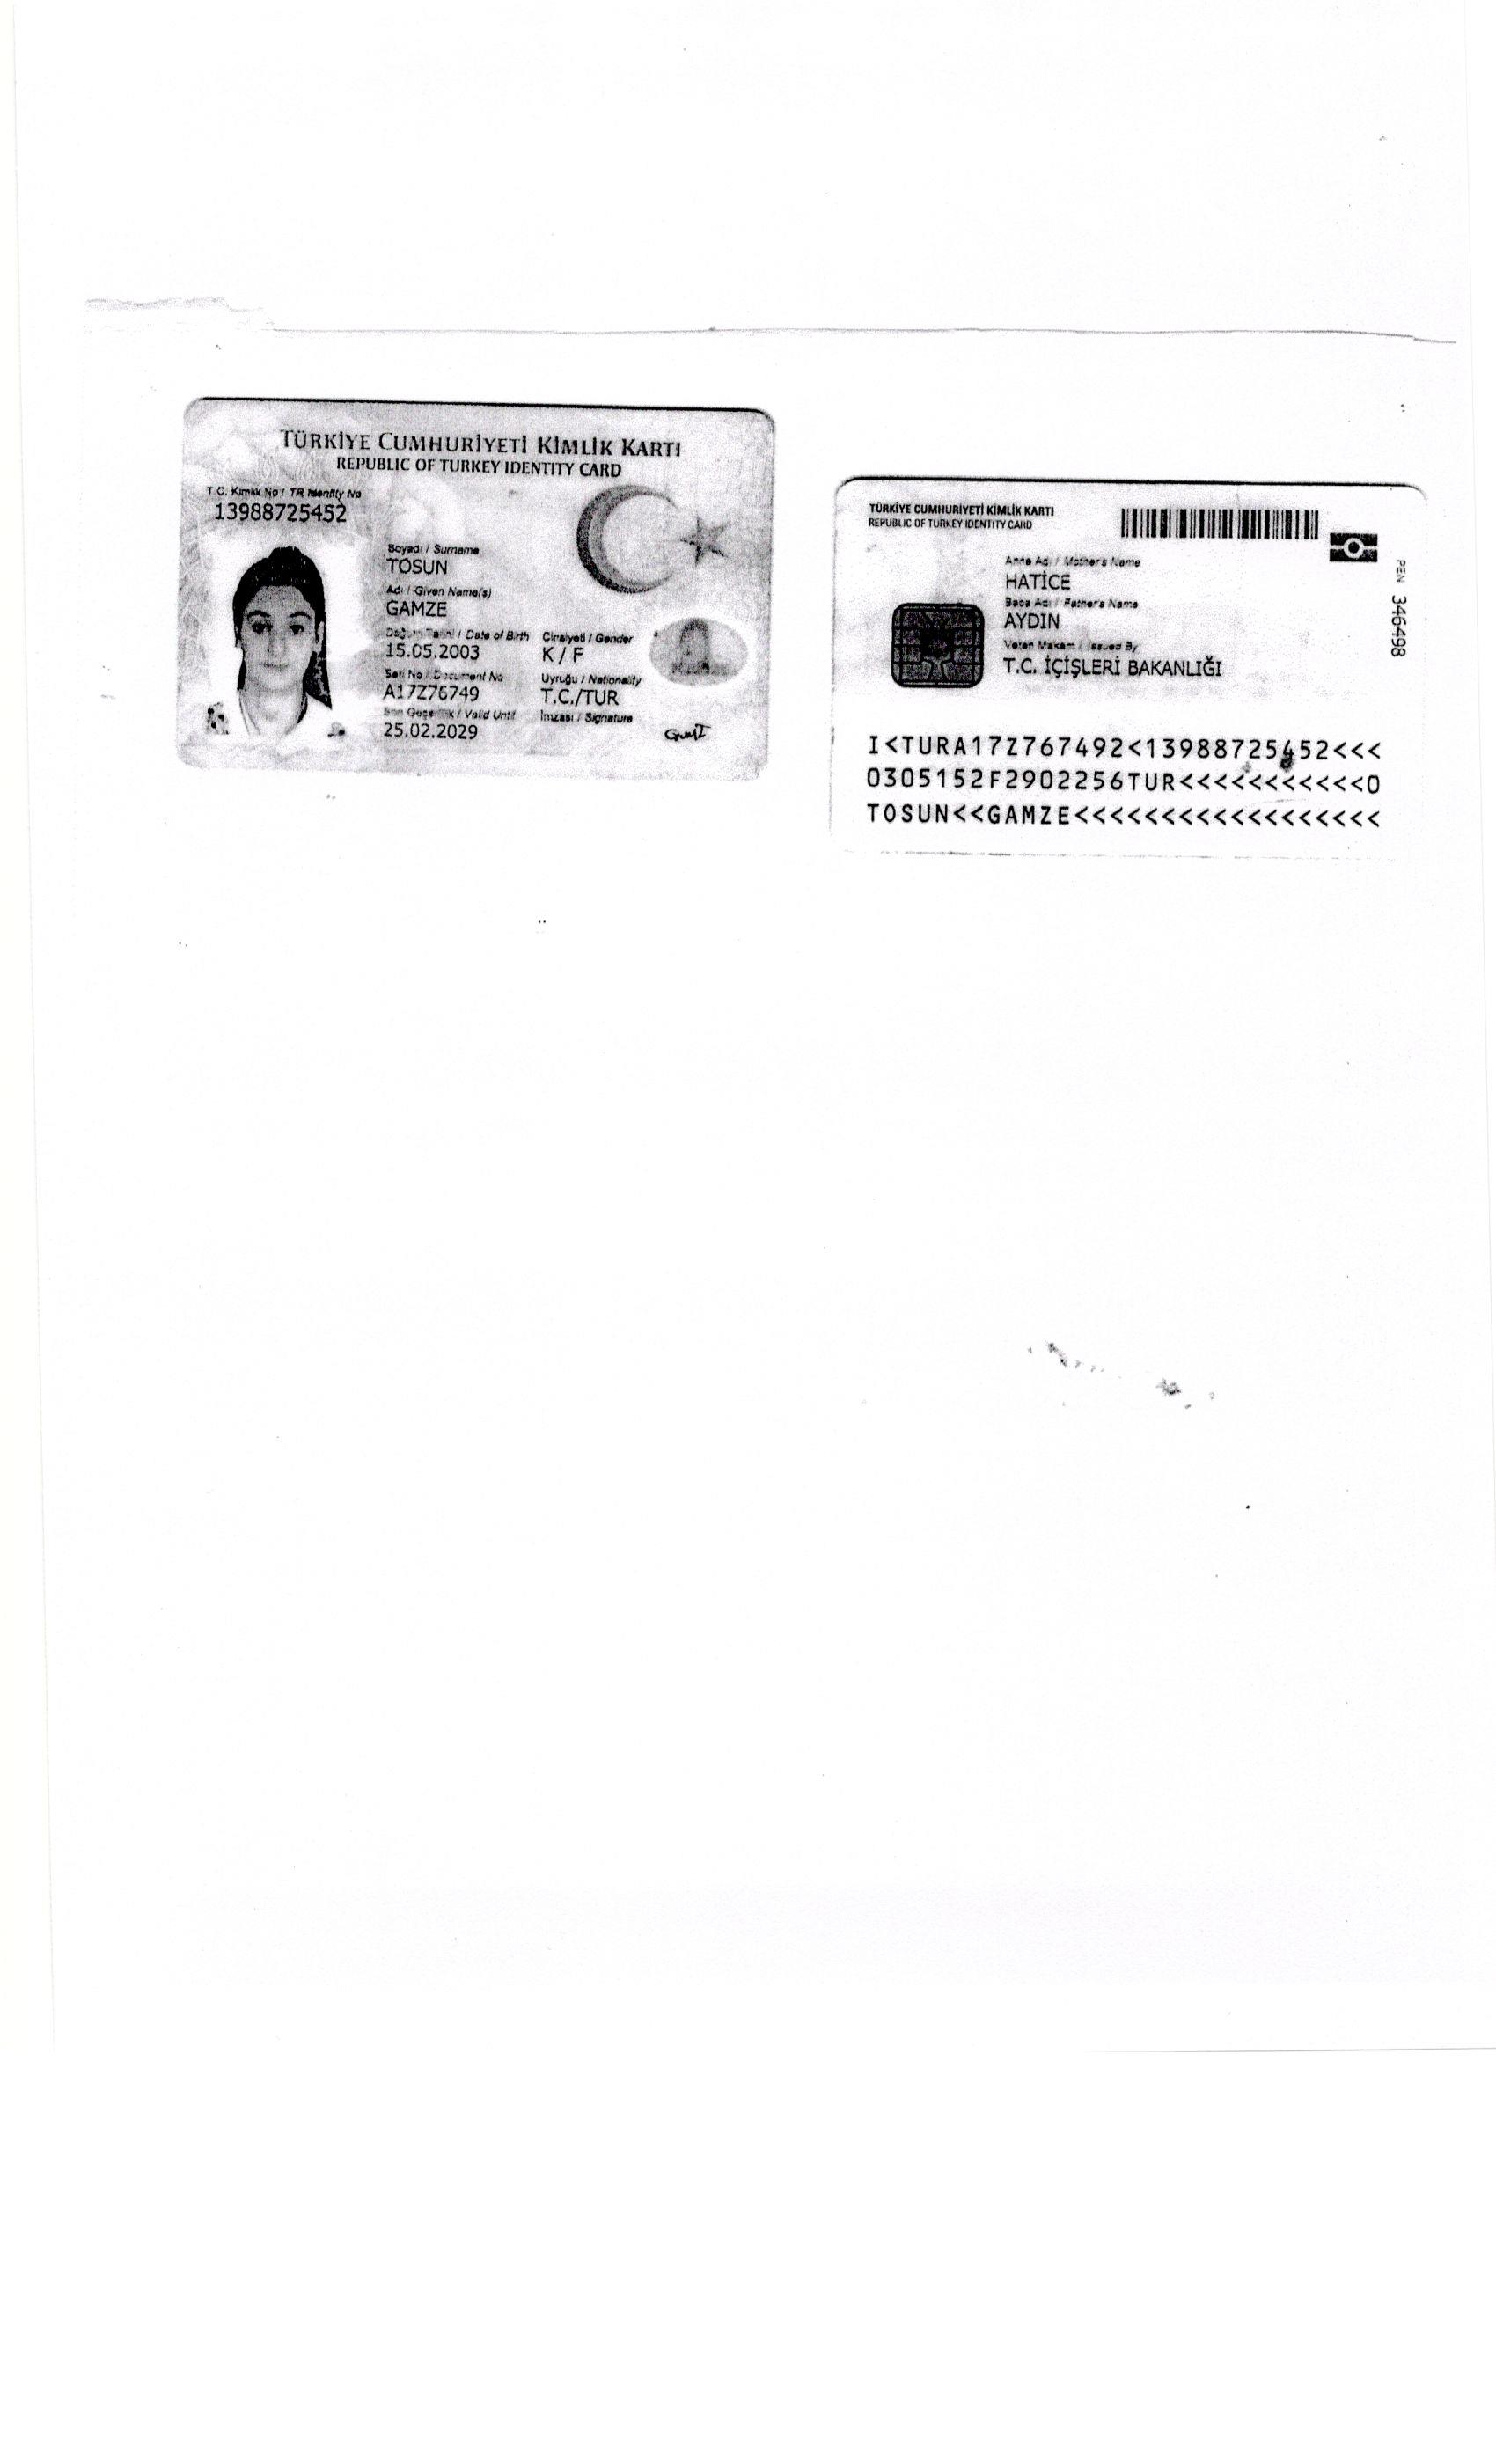 TÜRKİYE CUMHURİYETİ KİMLİK KARTI
REPUBLIC OF TURKEY IDENTITY CARD
T.C. Kimlik No / TR Identity No
13988725452
Soyadı / Surname
TOSUN
Adı / Given Name(s)
GAMZE
Doğum Tarihi / Date of Birth Cinsiyeti / Gender
15.05.2003 K / F
Seri No / Document No Uyruğu / Nationality
A17Z76749 T.C./TUR
Son Geçerlilik / Valid Until İmzası / Signature
25.02.2029
TÜRKİYE CUMHURİYETİ KİMLİK KARTI
REPUBLIC OF TURKEY IDENTITY CARD
Anne Adı / Mother's Name
HATİCE
Baba Adı / Father's Name
AYDIN
Veren Makam / Issued By
T.C. İÇİŞLERİ BAKANLIĞI
PEN 346498
I<TURA17Z767492<13988725452<<<
0305152F2902256TUR<<<<<<<<<<<0
TOSUN<<GAMZE<<<<<<<<<<<<<<<<<<